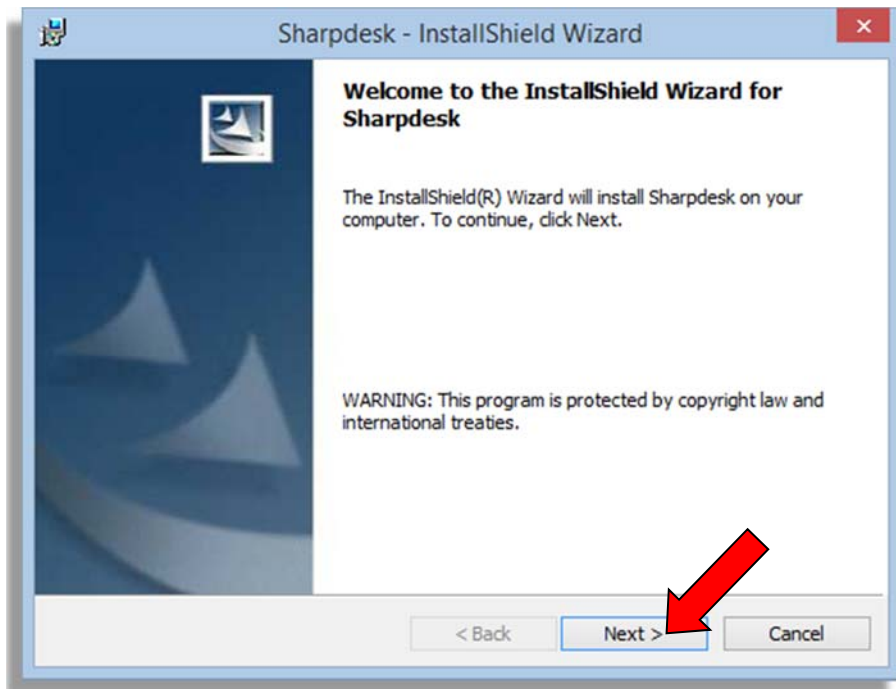 Sharpdesk - InstallShield Wizard
Welcome to the InstallShield Wizard for
Sharpdesk
The InstallShield(R) Wizard will install Sharpdesk on your
computer. To continue, click Next.
WARNING: This program is protected by copyright law and
international treaties.
< Back Next > Cancel